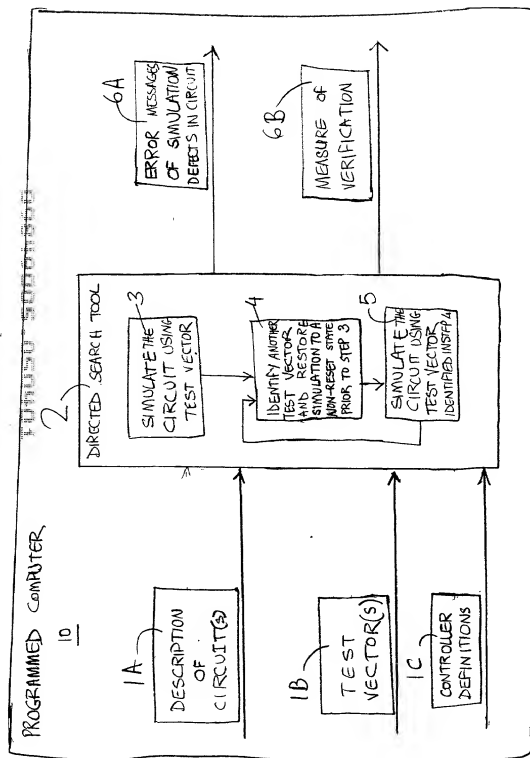 PROGRAMMED COMPUTER
10
1A
DESCRIPTION
OF
CIRCUIT(S)
1B
TEST
VECTOR(S)
1C
CONTROLLER
DEFINITIONS
2
DIRECTED SEARCH TOOL
3
SIMULATE THE
CIRCUIT USING
TEST VECTOR
4
IDENTIFY ANOTHER
TEST VECTOR
AND RESTORE
SIMULATION TO A
NON-RESET STATE
PRIOR TO STEP 3
5
SIMULATE THE
CIRCUIT USING
TEST VECTOR
IDENTIFIED IN STEP 4
6A
ERROR MESSAGES
OF SIMULATION
DEFECTS IN CIRCUIT
6B
MEASURE OF
VERIFICATION